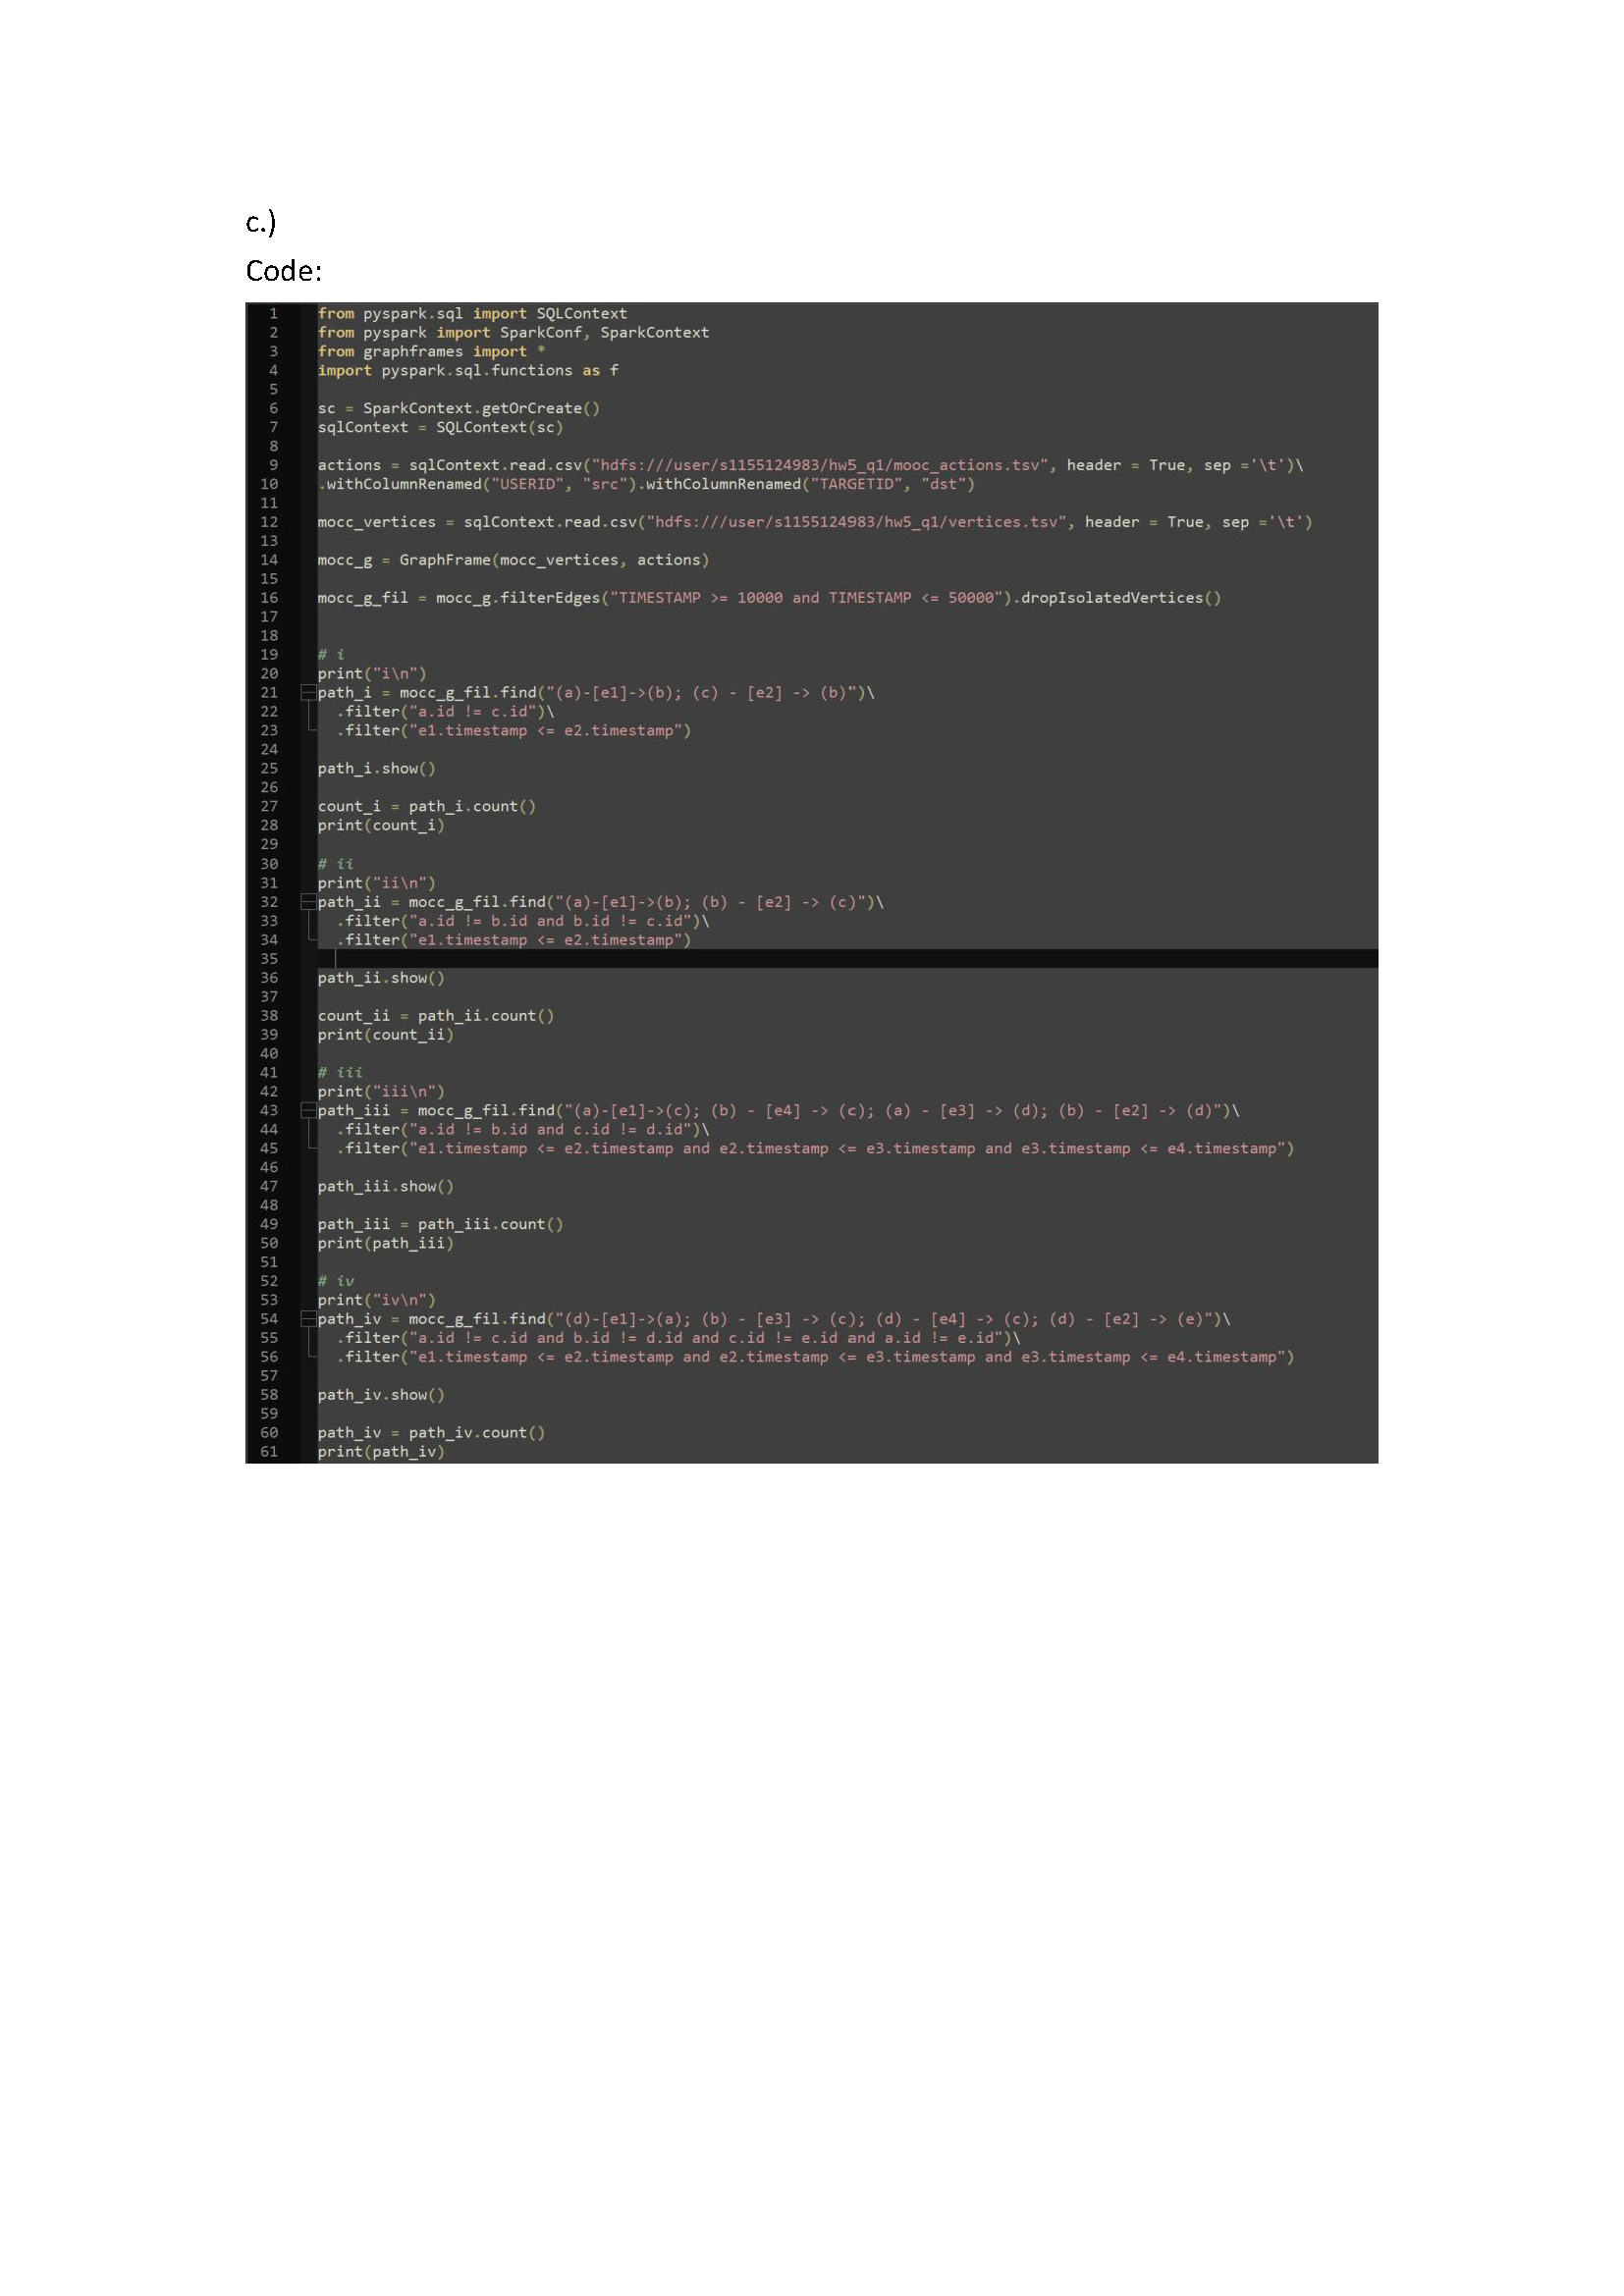 c.)
Code:
1 from pyspark.sql import SQLContext
2 from pyspark import SparkConf, SparkContext
3 from graphframes import *
4 import pyspark.sql.functions as f
5
6 sc = SparkContext.getOrCreate()
7 sqlContext = SQLContext(sc)
8
9 actions = sqlContext.read.csv("hdfs:///user/s1155124983/hw5_q1/mooc_actions.tsv", header = True, sep ='\t')\
10 .withColumnRenamed("USERID", "src").withColumnRenamed("TARGETID", "dst")
11
12 mocc_vertices = sqlContext.read.csv("hdfs:///user/s1155124983/hw5_q1/vertices.tsv", header = True, sep ='\t')
13
14 mocc_g = GraphFrame(mocc_vertices, actions)
15
16 mocc_g_fil = mocc_g.filterEdges("TIMESTAMP >= 10000 and TIMESTAMP <= 50000").dropIsolatedVertices()
17
18
19 # i
20 print("i\n")
21 path_i = mocc_g_fil.find("(a)-[e1]->(b); (c) - [e2] -> (b)")\
22   .filter("a.id != c.id")\
23   .filter("e1.timestamp <= e2.timestamp")
24
25 path_i.show()
26
27 count_i = path_i.count()
28 print(count_i)
29
30 # ii
31 print("ii\n")
32 path_ii = mocc_g_fil.find("(a)-[e1]->(b); (b) - [e2] -> (c)")\
33   .filter("a.id != b.id and b.id != c.id")\
34   .filter("e1.timestamp <= e2.timestamp")
35
36 path_ii.show()
37
38 count_ii = path_ii.count()
39 print(count_ii)
40
41 # iii
42 print("iii\n")
43 path_iii = mocc_g_fil.find("(a)-[e1]->(c); (b) - [e4] -> (c); (a) - [e3] -> (d); (b) - [e2] -> (d)")\
44   .filter("a.id != b.id and c.id != d.id")\
45   .filter("e1.timestamp <= e2.timestamp and e2.timestamp <= e3.timestamp and e3.timestamp <= e4.timestamp")
46
47 path_iii.show()
48
49 path_iii = path_iii.count()
50 print(path_iii)
51
52 # iv
53 print("iv\n")
54 path_iv = mocc_g_fil.find("(d)-[e1]->(a); (b) - [e3] -> (c); (d) - [e4] -> (c); (d) - [e2] -> (e)")\
55   .filter("a.id != c.id and b.id != d.id and c.id != e.id and a.id != e.id")\
56   .filter("e1.timestamp <= e2.timestamp and e2.timestamp <= e3.timestamp and e3.timestamp <= e4.timestamp")
57
58 path_iv.show()
59
60 path_iv = path_iv.count()
61 print(path_iv)